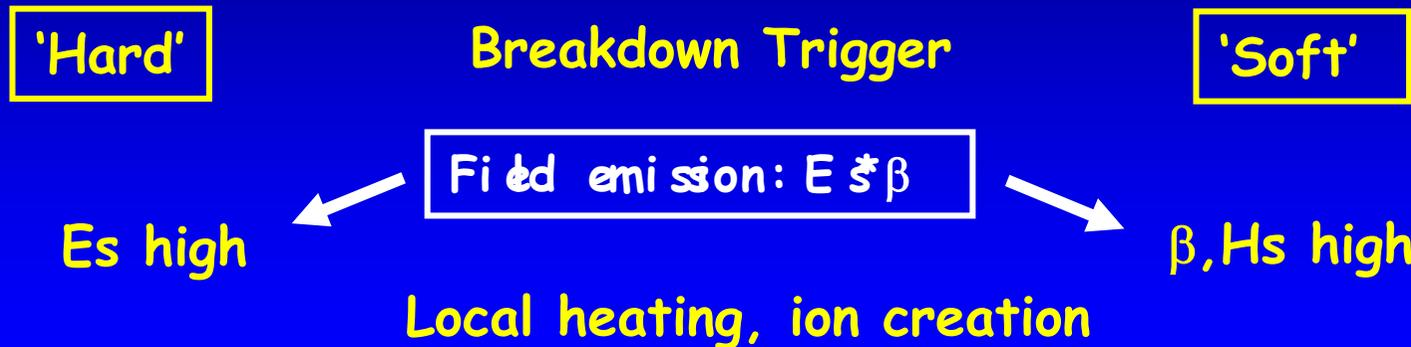 ‘Hard’
Breakdown Trigger
‘Soft’
Field emission: Es*β
Es high
β,Hs high
Local heating, ion creation